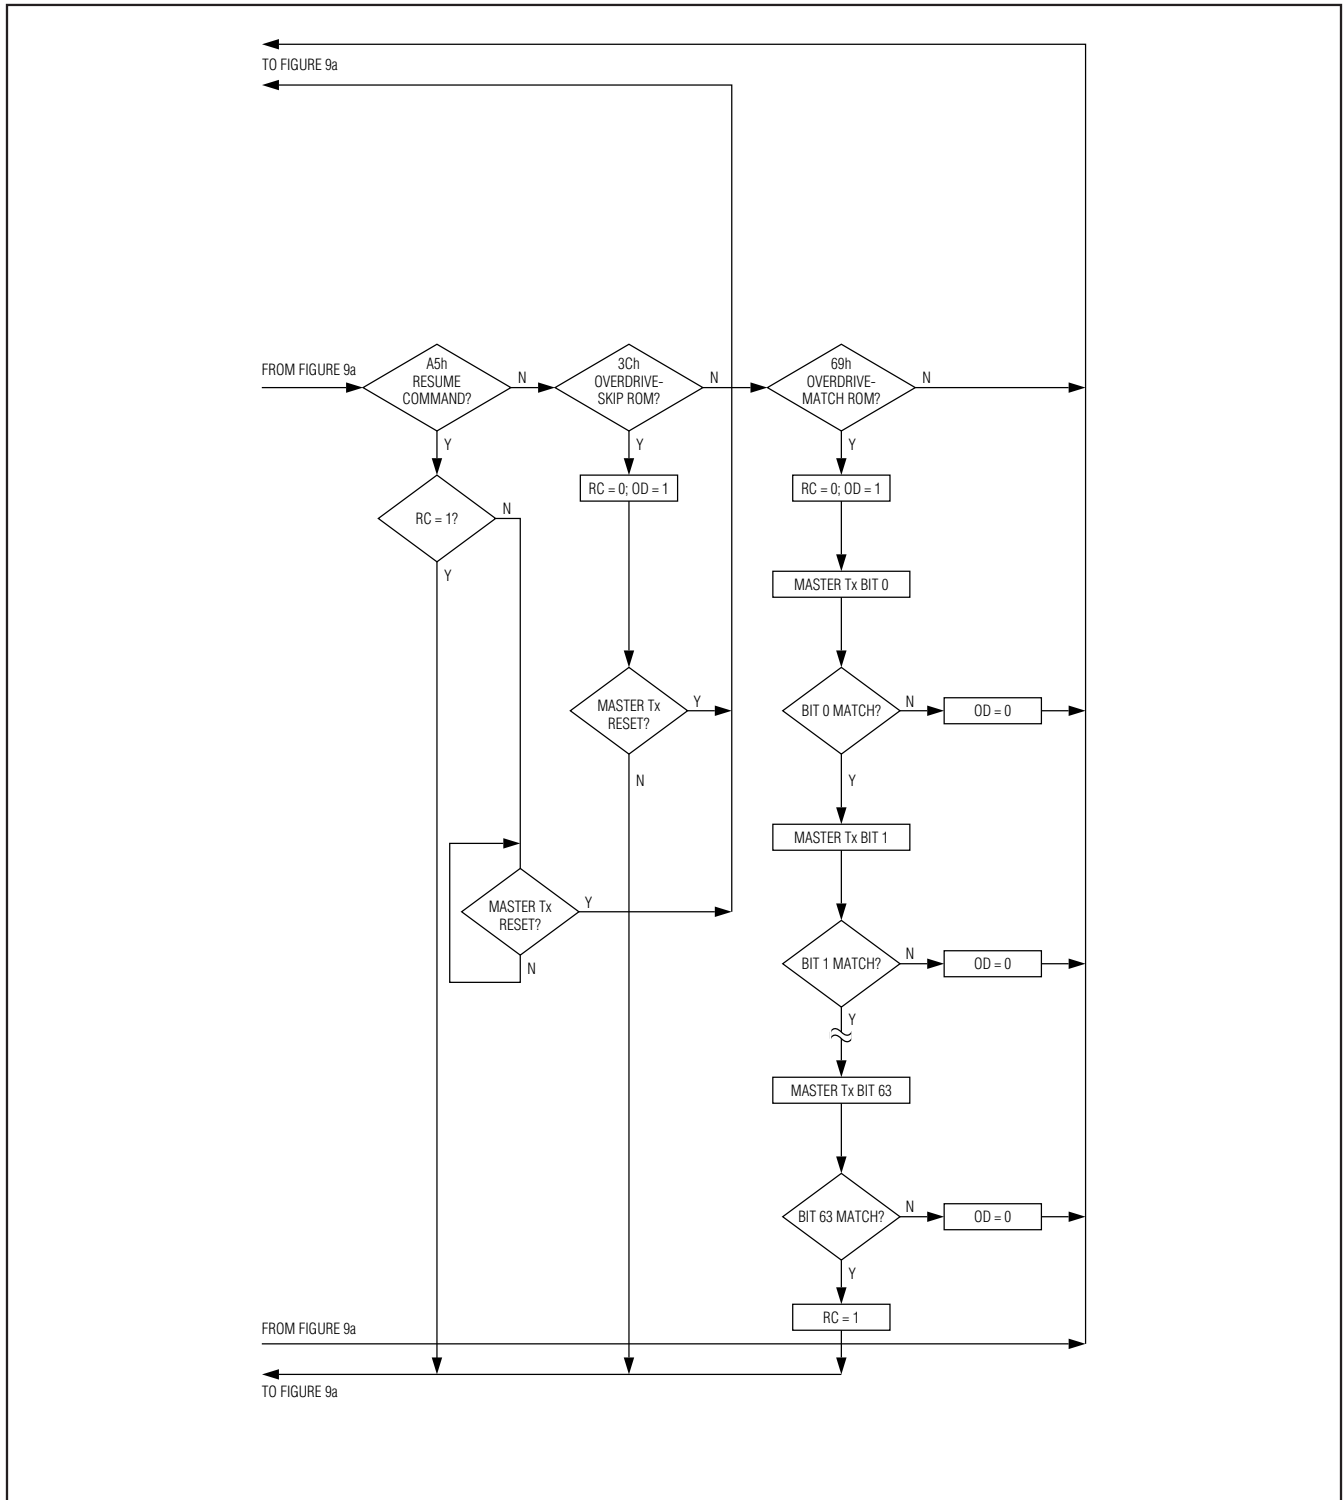 TO FIGURE 9a
FROM FIGURE 9a
A5h
RESUME
COMMAND?
N
3Ch
OVERDRIVE-
SKIP ROM?
N
69h
OVERDRIVE-
MATCH ROM?
N
Y
Y
Y
RC = 1?
N
Y
RC = 0; OD = 1
RC = 0; OD = 1
MASTER Tx BIT 0
MASTER Tx
RESET?
Y
N
BIT 0 MATCH?
N
OD = 0
Y
MASTER Tx BIT 1
MASTER Tx
RESET?
Y
N
BIT 1 MATCH?
N
OD = 0
Y
MASTER Tx BIT 63
BIT 63 MATCH?
N
OD = 0
Y
RC = 1
FROM FIGURE 9a
TO FIGURE 9a